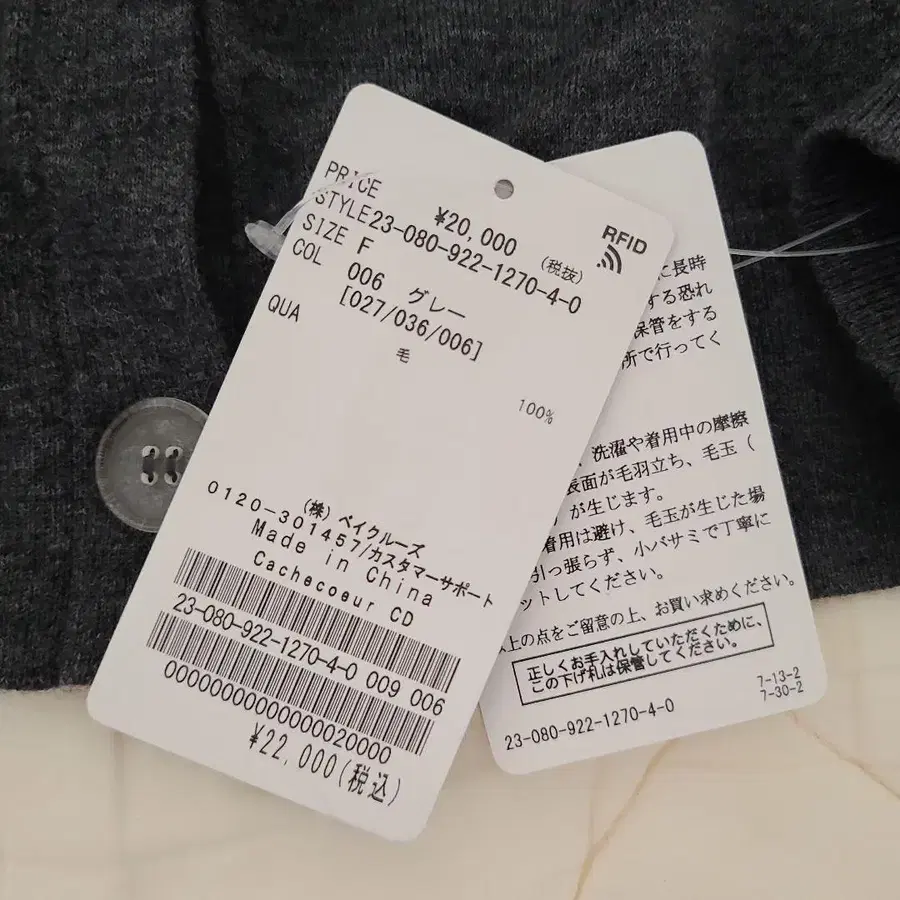 PRICE ¥20,000 (税抜)
STYLE23-080-922-1270-4-0
SIZE F
COL 006 グレー
[027/036/006]
QUA
毛 100%
(株) ベイクルーズ
0120-301457/カスタマーサポート
Made in China
Cachecoeur CD
23-080-922-1270-4-0 009 006
0000000000000020000
¥22,000(税込)
RFID
に長時
する恐れ
保管をする
所で行ってく
、洗濯や着用中の摩擦
表面が毛羽立ち、毛玉(
)が生じます。
着用は避け、毛玉が生じた場
引っ張らず、小バサミで丁寧に
ットしてください。
上の点をご留意の上、お買い求めください。
正しくお手入れしていただくために、
この下げ札は保管してください。
7-13-2
7-30-2
23-080-922-1270-4-0